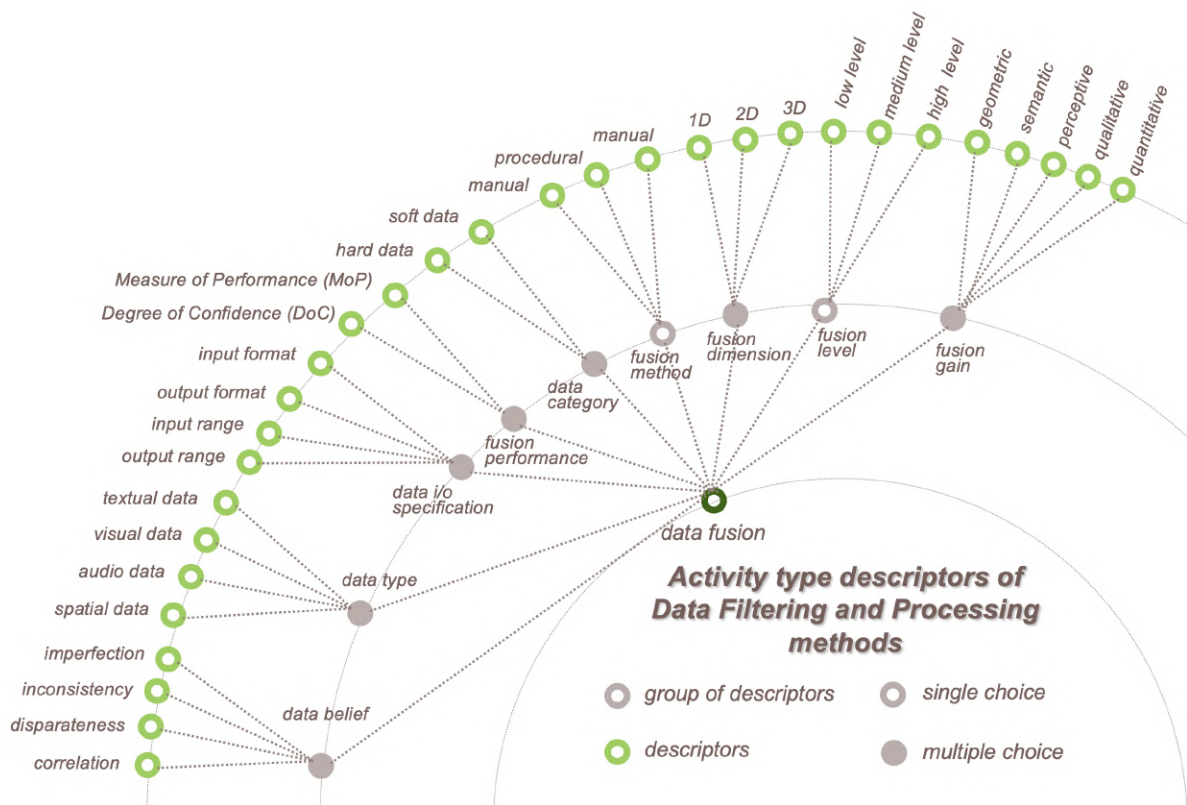 low level
medium level
high level
geometric
semantic
perceptive
qualitative
quantitative
1D
2D
3D
manual
procedural
manual
soft data
hard data
Measure of Performance (MoP)
Degree of Confidence (DoC)
input format
output format
input range
output range
textual data
visual data
audio data
spatial data
imperfection
inconsistency
disparateness
correlation
fusion
method
fusion
dimension
fusion
level
fusion
gain
data
category
fusion
performance
data i/o
specification
data type
data belief
data fusion
Activity type descriptors of
Data Filtering and Processing
methods
group of descriptors
single choice
descriptors
multiple choice